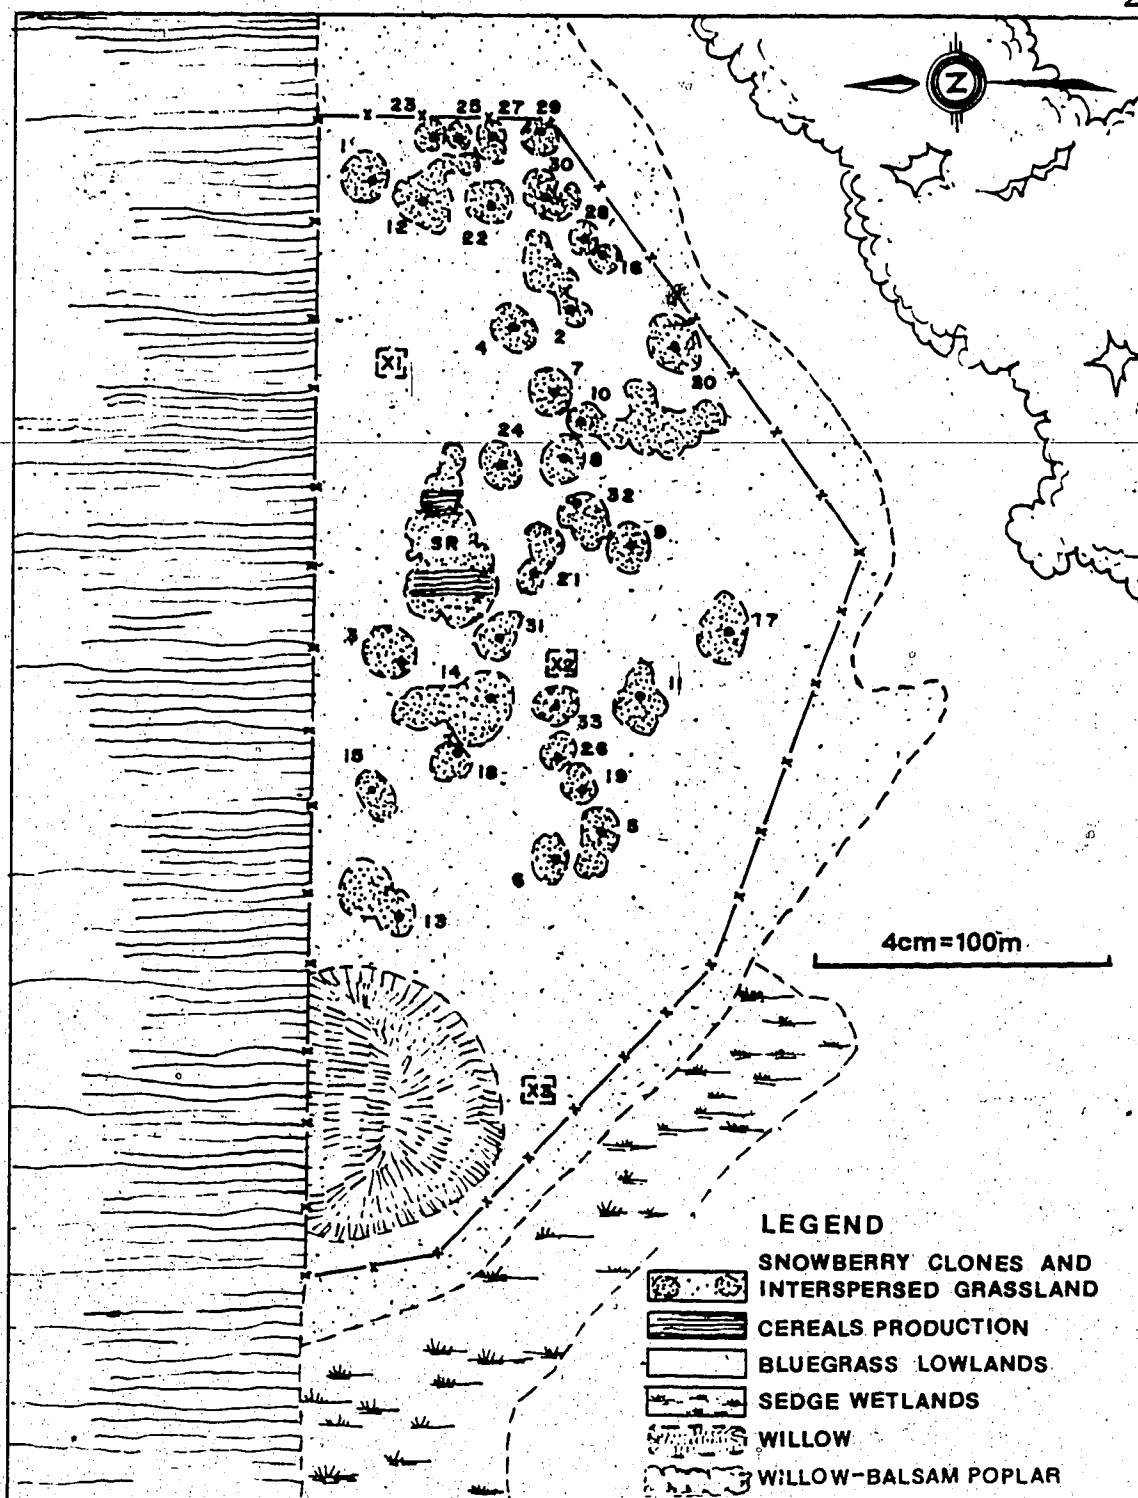 2
N
23 25 27 29
1
30
12
22
28
16
2
4
X1
7
20
10
24
8
32
9
SR
21
17
31
3
X2
14
11
33
26
18
15
19
5
6
13
4cm=100m
X3
LEGEND
SNOWBERRY CLONES AND
INTERSPERSED GRASSLAND
CEREALS PRODUCTION
BLUEGRASS LOWLANDS
SEDGE WETLANDS
WILLOW
WILLOW-BALSAM POPLAR